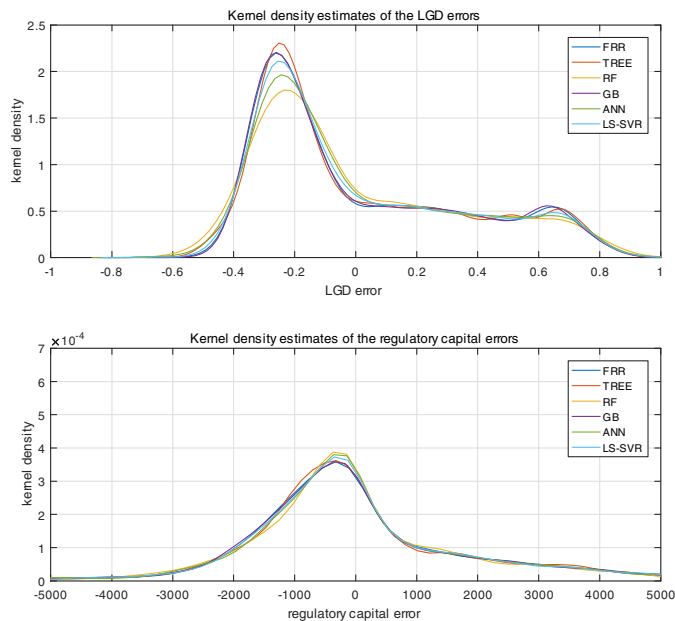 Kernel density estimates of the LGD errors
2.5
2
1.5
1
0.5
0
kernel density
-1 -0.8 -0.6 -0.4 -0.2 0 0.2 0.4 0.6 0.8 1
LGD error
FRR
TREE
RF
GB
ANN
LS-SVR
Kernel density estimates of the regulatory capital errors
×10-4
7
6
5
4
3
2
1
0
kernel density
-5000 -4000 -3000 -2000 -1000 0 1000 2000 3000 4000 5000
regulatory capital error
FRR
TREE
RF
GB
ANN
LS-SVR